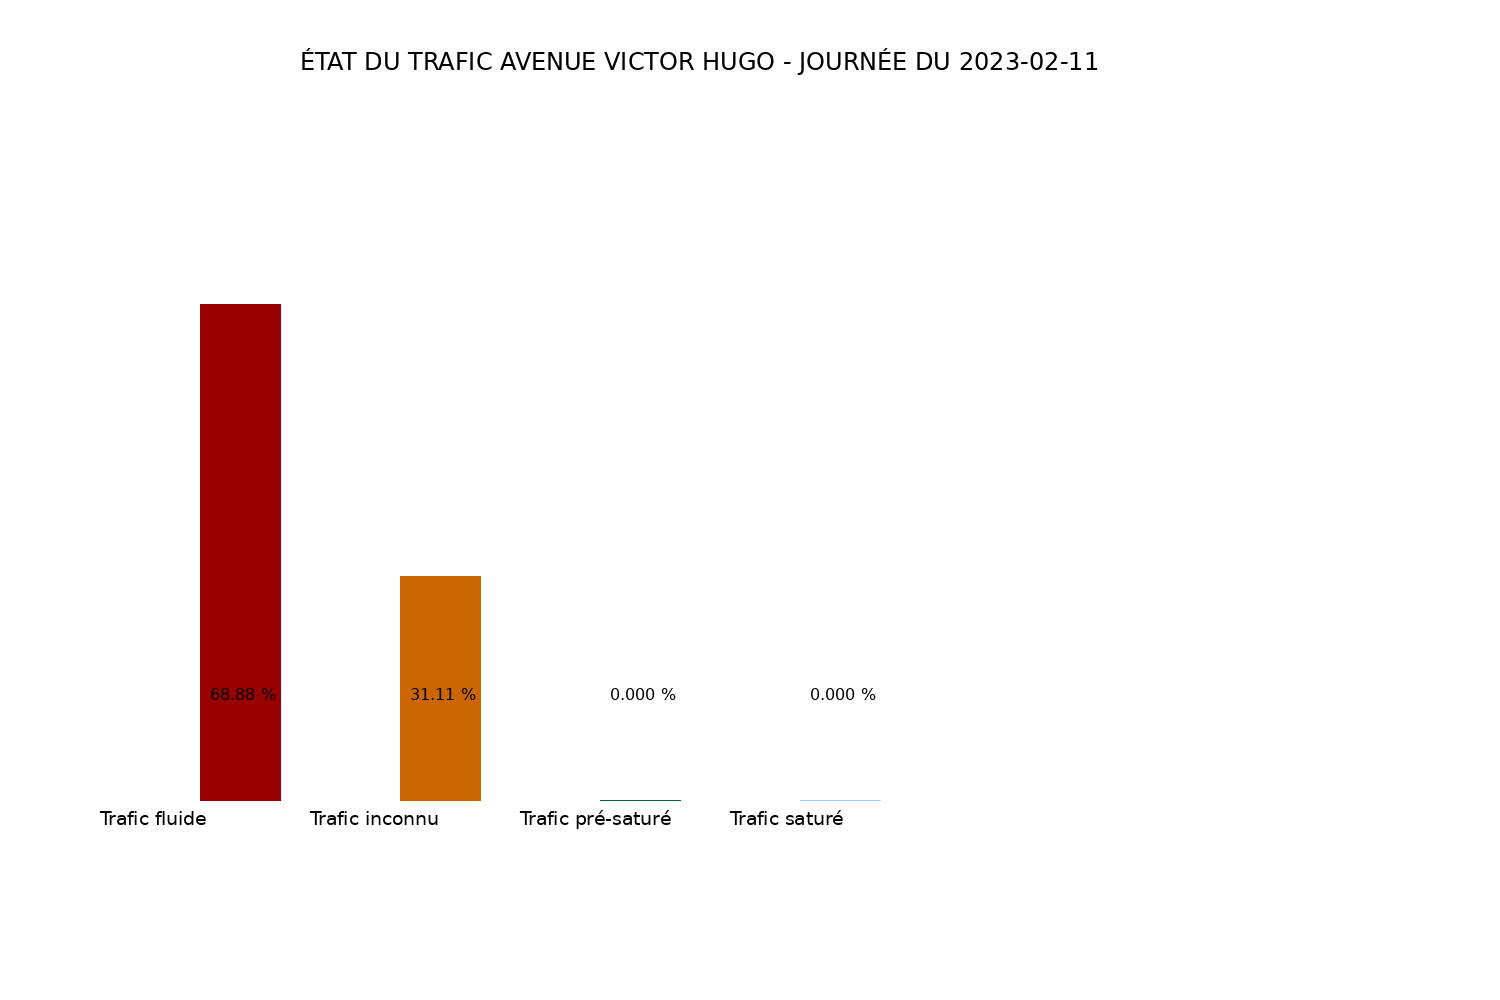 ÉTAT DU TRAFIC AVENUE VICTOR HUGO - JOURNÉE DU 2023-02-11
68.88 % 31.11 % 0.000 % 0.000 %
Trafic fluide Trafic inconnu Trafic pré-saturé Trafic saturé